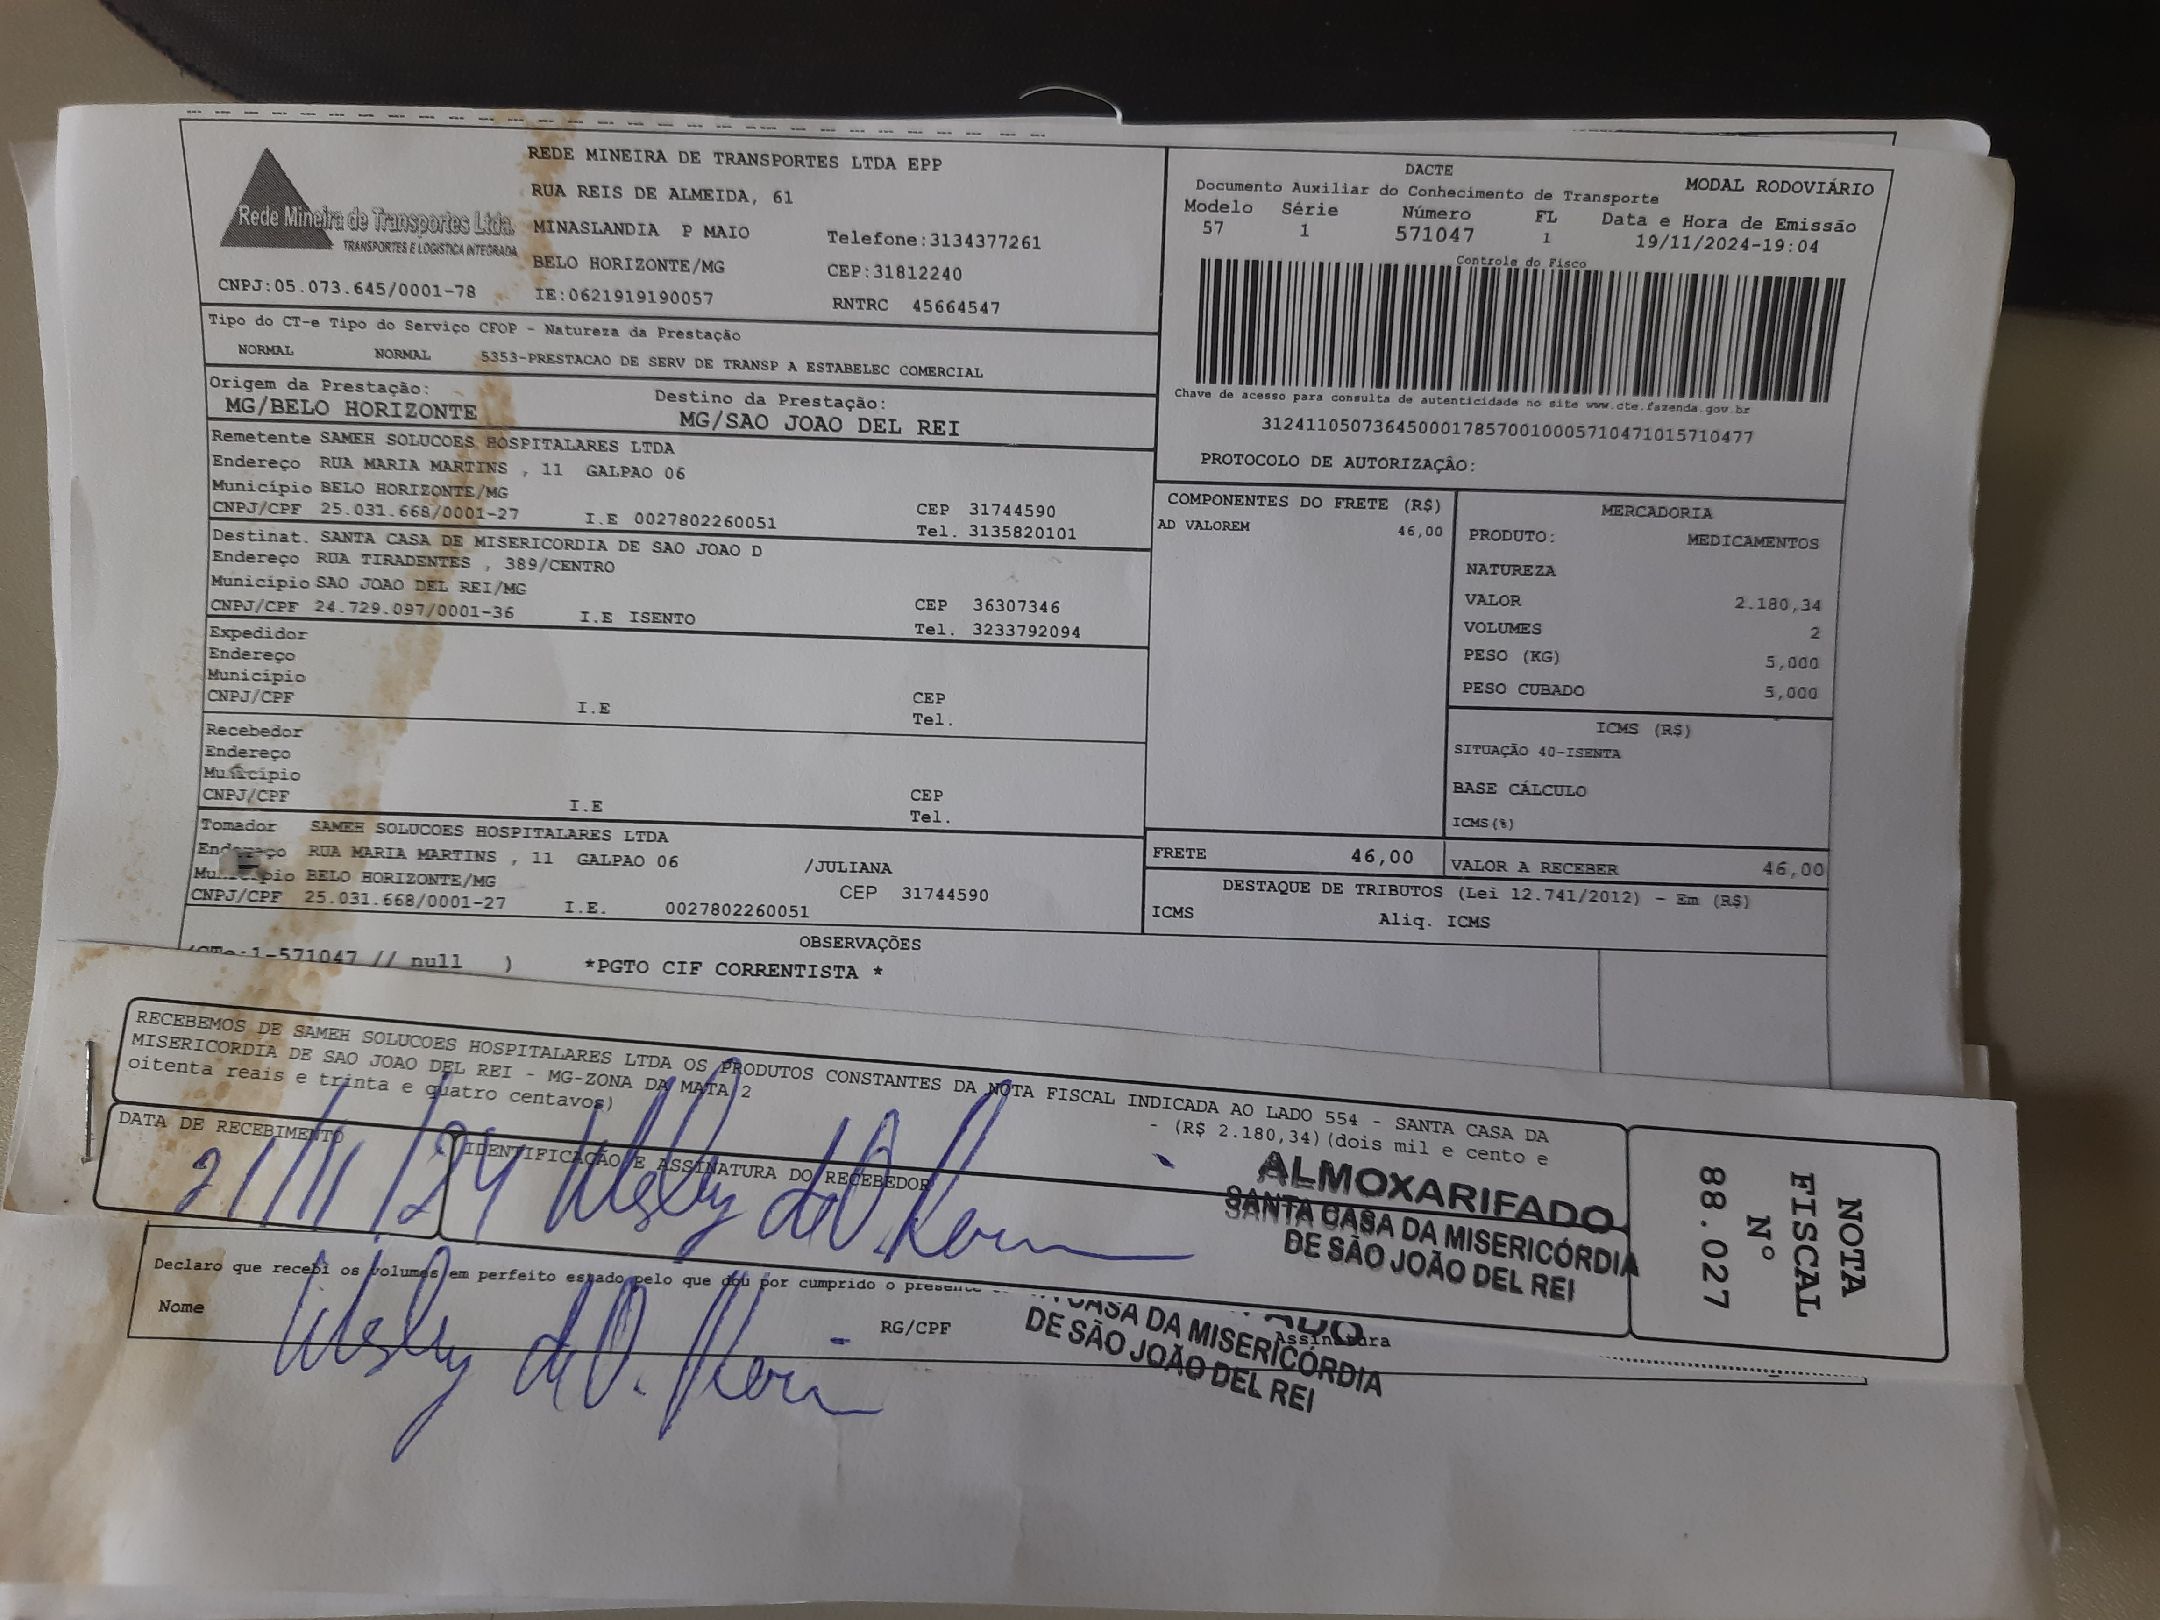 Rede Mineira de Transportes Ltda.
TRANSPORTES E LOGISTICA INTEGRADA
REDE MINEIRA DE TRANSPORTES LTDA EPP
RUA REIS DE ALMEIDA, 61
MINASLANDIA P MAIO Telefone:3134377261
BELO HORIZONTE/MG CEP:31812240
CNPJ:05.073.645/0001-78 IE:0621919190057 RNTRC 45664547
DACTE
Documento Auxiliar do Conhecimento de Transporte MODAL RODOVIÁRIO
Modelo Série Número FL Data e Hora de Emissão
57 1 571047 1 19/11/2024-19:04
Controle do Fisco
Chave de acesso para consulta de autenticidade no site www.cte.fazenda.gov.br
31241105073645000178570010005710471015710477
PROTOCOLO DE AUTORIZAÇÂO:
Tipo do CT-e Tipo do Serviço CFOP - Natureza da Prestação
NORMAL NORMAL 5353-PRESTACAO DE SERV DE TRANSP A ESTABELEC COMERCIAL
Origem da Prestação: Destino da Prestação:
MG/BELO HORIZONTE MG/SAO JOAO DEL REI
Remetente SAMEH SOLUCOES HOSPITALARES LTDA
Endereço RUA MARIA MARTINS , 11 GALPAO 06
Município BELO HORIZONTE/MG CEP 31744590
CNPJ/CPF 25.031.668/0001-27 I.E 0027802260051 Tel. 3135820101
Destinat. SANTA CASA DE MISERICORDIA DE SAO JOAO D
Endereço RUA TIRADENTES , 389/CENTRO
Município SAO JOAO DEL REI/MG CEP 36307346
CNPJ/CPF 24.729.097/0001-36 I.E ISENTO Tel. 3233792094
Expedidor
Endereço
Município CEP
CNPJ/CPF I.E Tel.
Recebedor
Endereço
Município CEP
CNPJ/CPF I.E Tel.
Tomador SAMEH SOLUCOES HOSPITALARES LTDA
Endereço RUA MARIA MARTINS , 11 GALPAO 06 /JULIANA
Município BELO HORIZONTE/MG CEP 31744590
CNPJ/CPF 25.031.668/0001-27 I.E. 0027802260051
COMPONENTES DO FRETE (R$)
AD VALOREM 46,00
MERCADORIA
PRODUTO: MEDICAMENTOS
NATUREZA
VALOR 2.180,34
VOLUMES 2
PESO (KG) 5,000
PESO CUBADO 5,000
ICMS (R$)
SITUAÇÃO 40-ISENTA
BASE CÁLCULO
ICMS(%)
FRETE 46,00 VALOR A RECEBER 46,00
DESTAQUE DE TRIBUTOS (Lei 12.741/2012) - Em (R$)
ICMS Aliq. ICMS
OBSERVAÇÕES
1-571047 // null ) *PGTO CIF CORRENTISTA *
RECEBEMOS DE SAMEH SOLUCOES HOSPITALARES LTDA OS PRODUTOS CONSTANTES DA NOTA FISCAL INDICADA AO LADO 554 - SANTA CASA DA
MISERICORDIA DE SAO JOAO DEL REI - MG-ZONA DA MATA 2 - (R$ 2.180,34)(dois mil e cento e
oitenta reais e trinta e quatro centavos)
DATA DE RECEBIMENTO IDENTIFICAÇÃO E ASSINATURA DO RECEBEDOR
21/11/24
ALMOXARIFADO
SANTA CASA DA MISERICÓRDIA
DE SÃO JOÃO DEL REI
NOTA
FISCAL
Nº
88.027
Declaro que recebi os volumes em perfeito estado pelo que dou por cumprido o presente
Nome RG/CPF Assinatura
CASA DA MISERICÓRDIA
DE SÃO JOÃO DEL REI